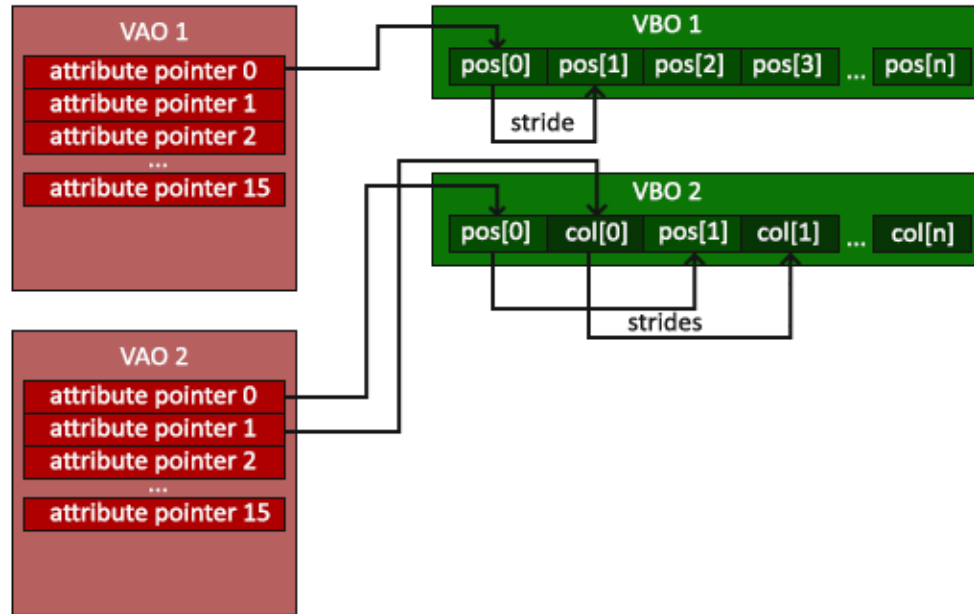 VAO 1
attribute pointer 0
attribute pointer 1
attribute pointer 2
...
attribute pointer 15
VBO 1
pos[0] pos[1] pos[2] pos[3] ... pos[n]
stride
VBO 2
pos[0] col[0] pos[1] col[1] ... col[n]
strides
VAO 2
attribute pointer 0
attribute pointer 1
attribute pointer 2
...
attribute pointer 15